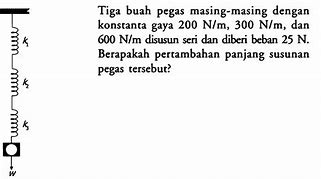 Tiga buah pegas masing-masing dengan
konstanta gaya 200 N/m, 300 N/m, dan
600 N/m disusun seri dan diberi beban 25 N.
Berapakah pertambahan panjang susunan
pegas tersebut?
k₁
k₂
k₃
w